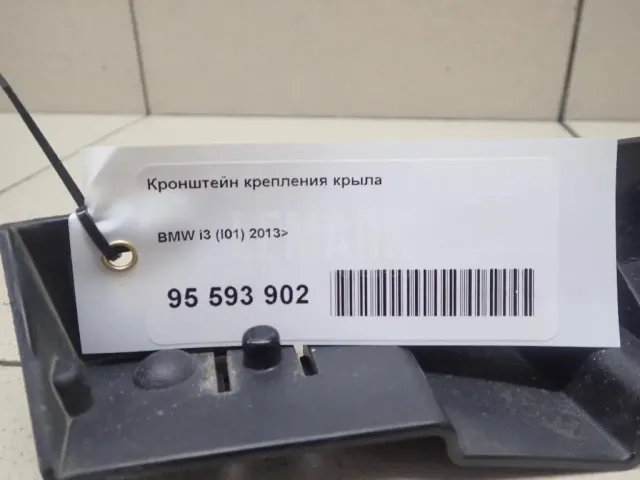 Кронштейн крепления крыла
BMW i3 (I01) 2013>
95 593 902